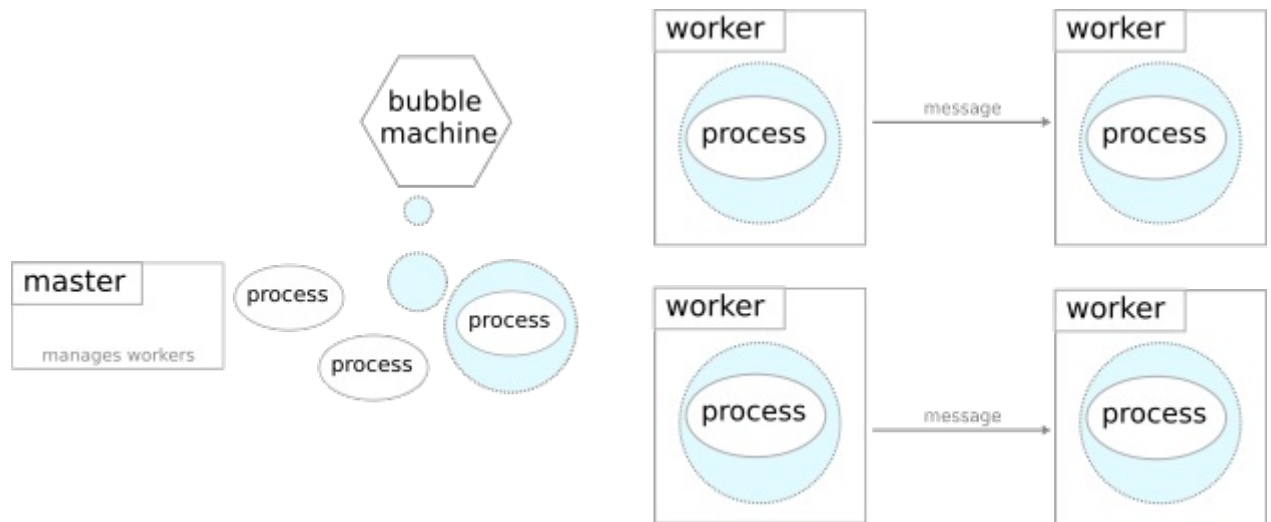 bubble
machine
master
manages workers
process
process
process
worker
process
message
worker
process
worker
process
message
worker
process